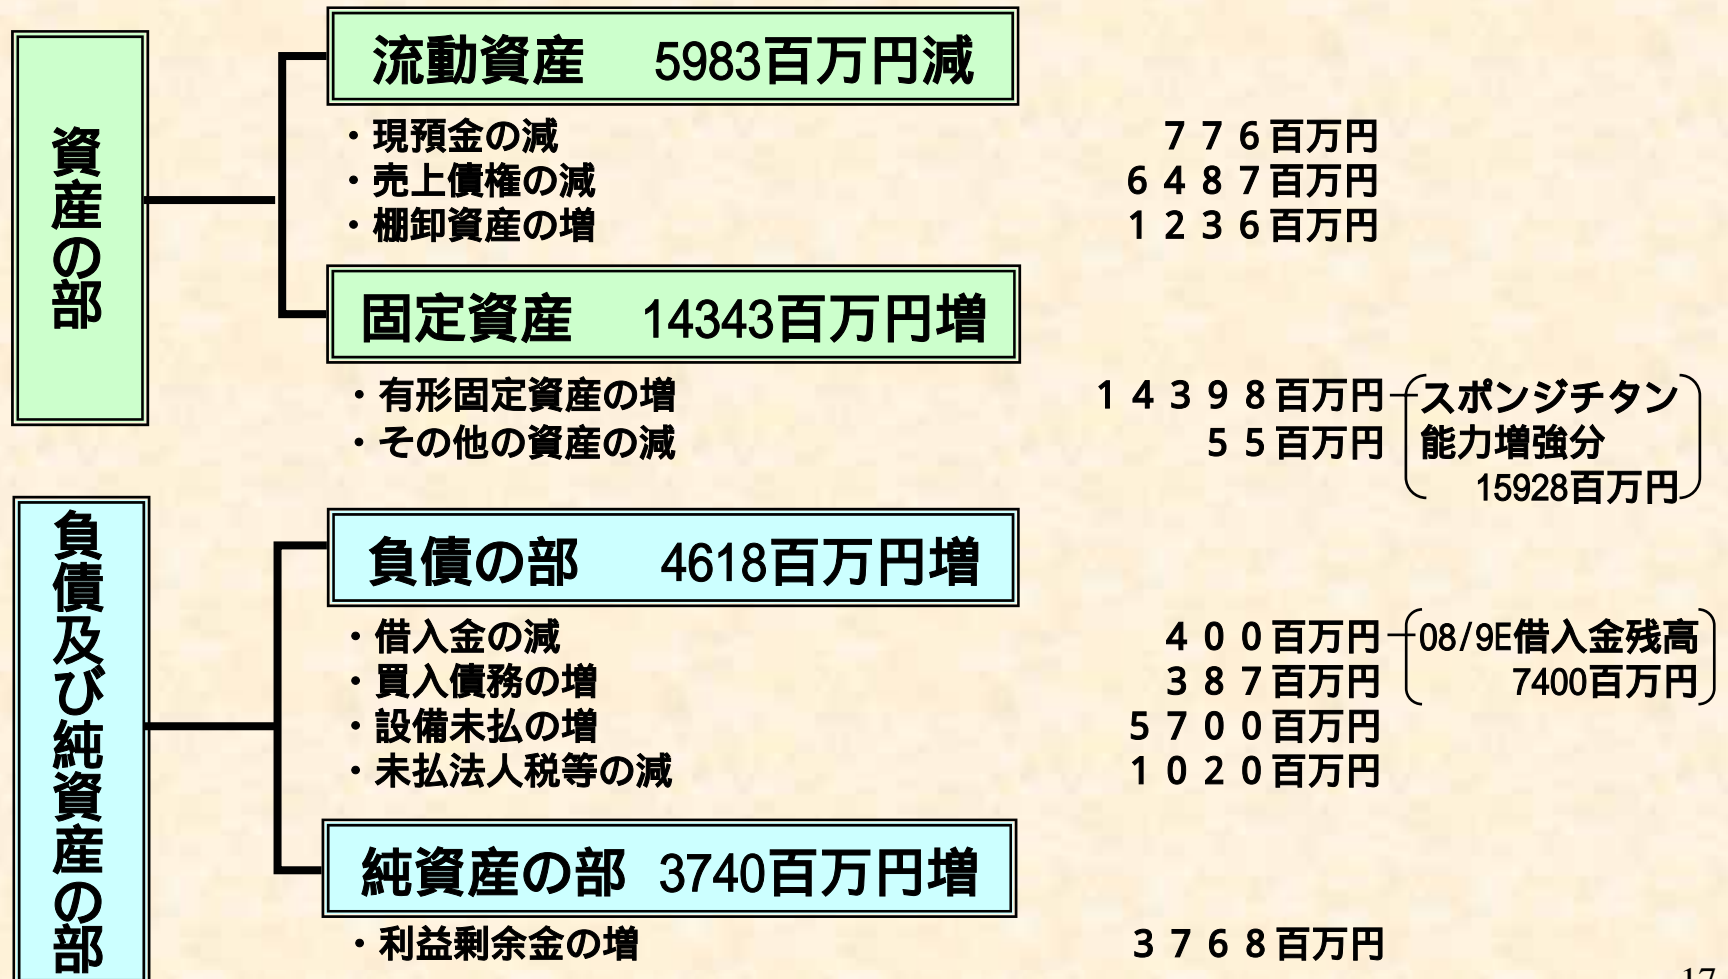 資産の部
流動資産 5983百万円減
・現預金の減 776百万円
・売上債権の減 6487百万円
・棚卸資産の増 1236百万円
固定資産 14343百万円増
・有形固定資産の増 14398百万円 スポンジチタン
・その他の資産の減 55百万円 能力増強分
15928百万円
負債及び純資産の部
負債の部 4618百万円増
・借入金の減 400百万円 08/9E借入金残高
・買入債務の増 387百万円 7400百万円
・設備未払の増 5700百万円
・未払法人税等の減 1020百万円
純資産の部 3740百万円増
・利益剰余金の増 3768百万円
17